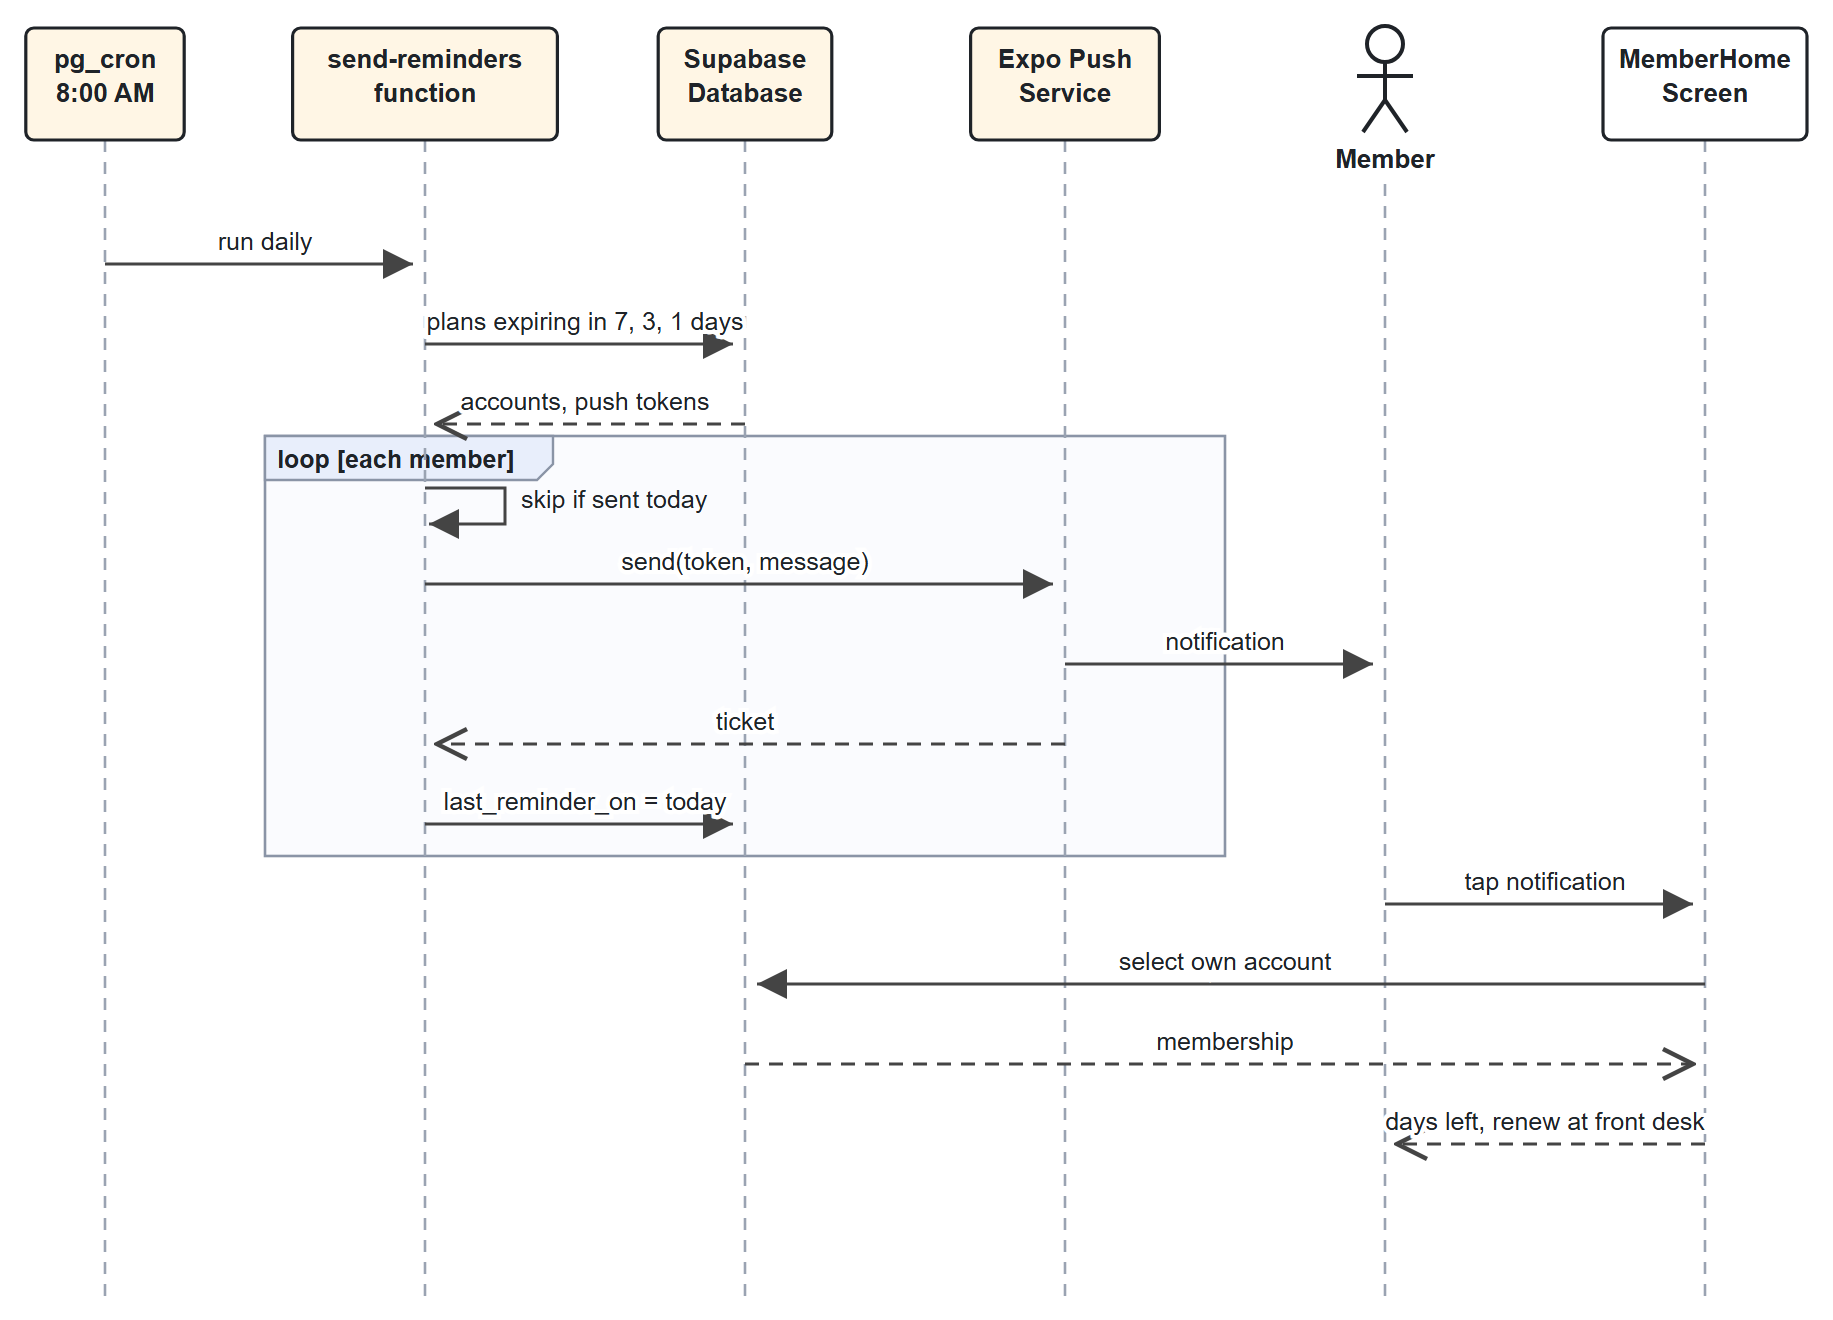 pg_cron
8:00 AM
send-reminders
function
Supabase
Database
Expo Push
Service
Member
MemberHome
Screen
run daily
plans expiring in 7, 3, 1 days
accounts, push tokens
loop [each member]
skip if sent today
send(token, message)
notification
ticket
last_reminder_on = today
tap notification
select own account
membership
days left, renew at front desk